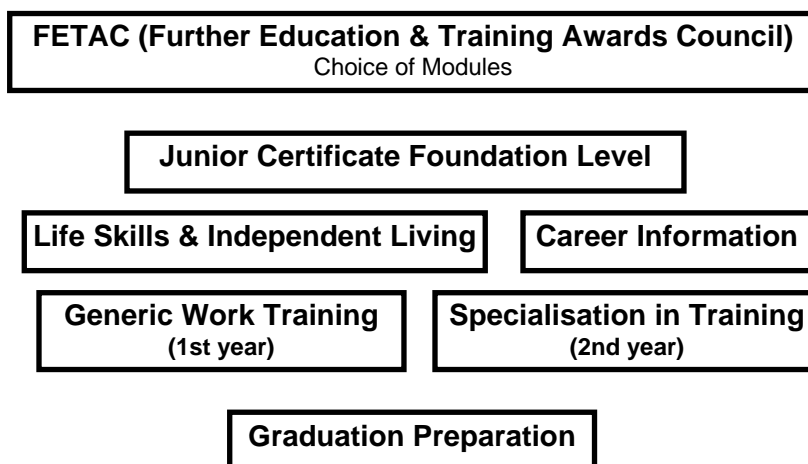 FETAC (Further Education & Training Awards Council)
Choice of Modules
Junior Certificate Foundation Level
Life Skills & Independent Living
Career Information
Generic Work Training
(1st year)
Specialisation in Training
(2nd year)
Graduation Preparation